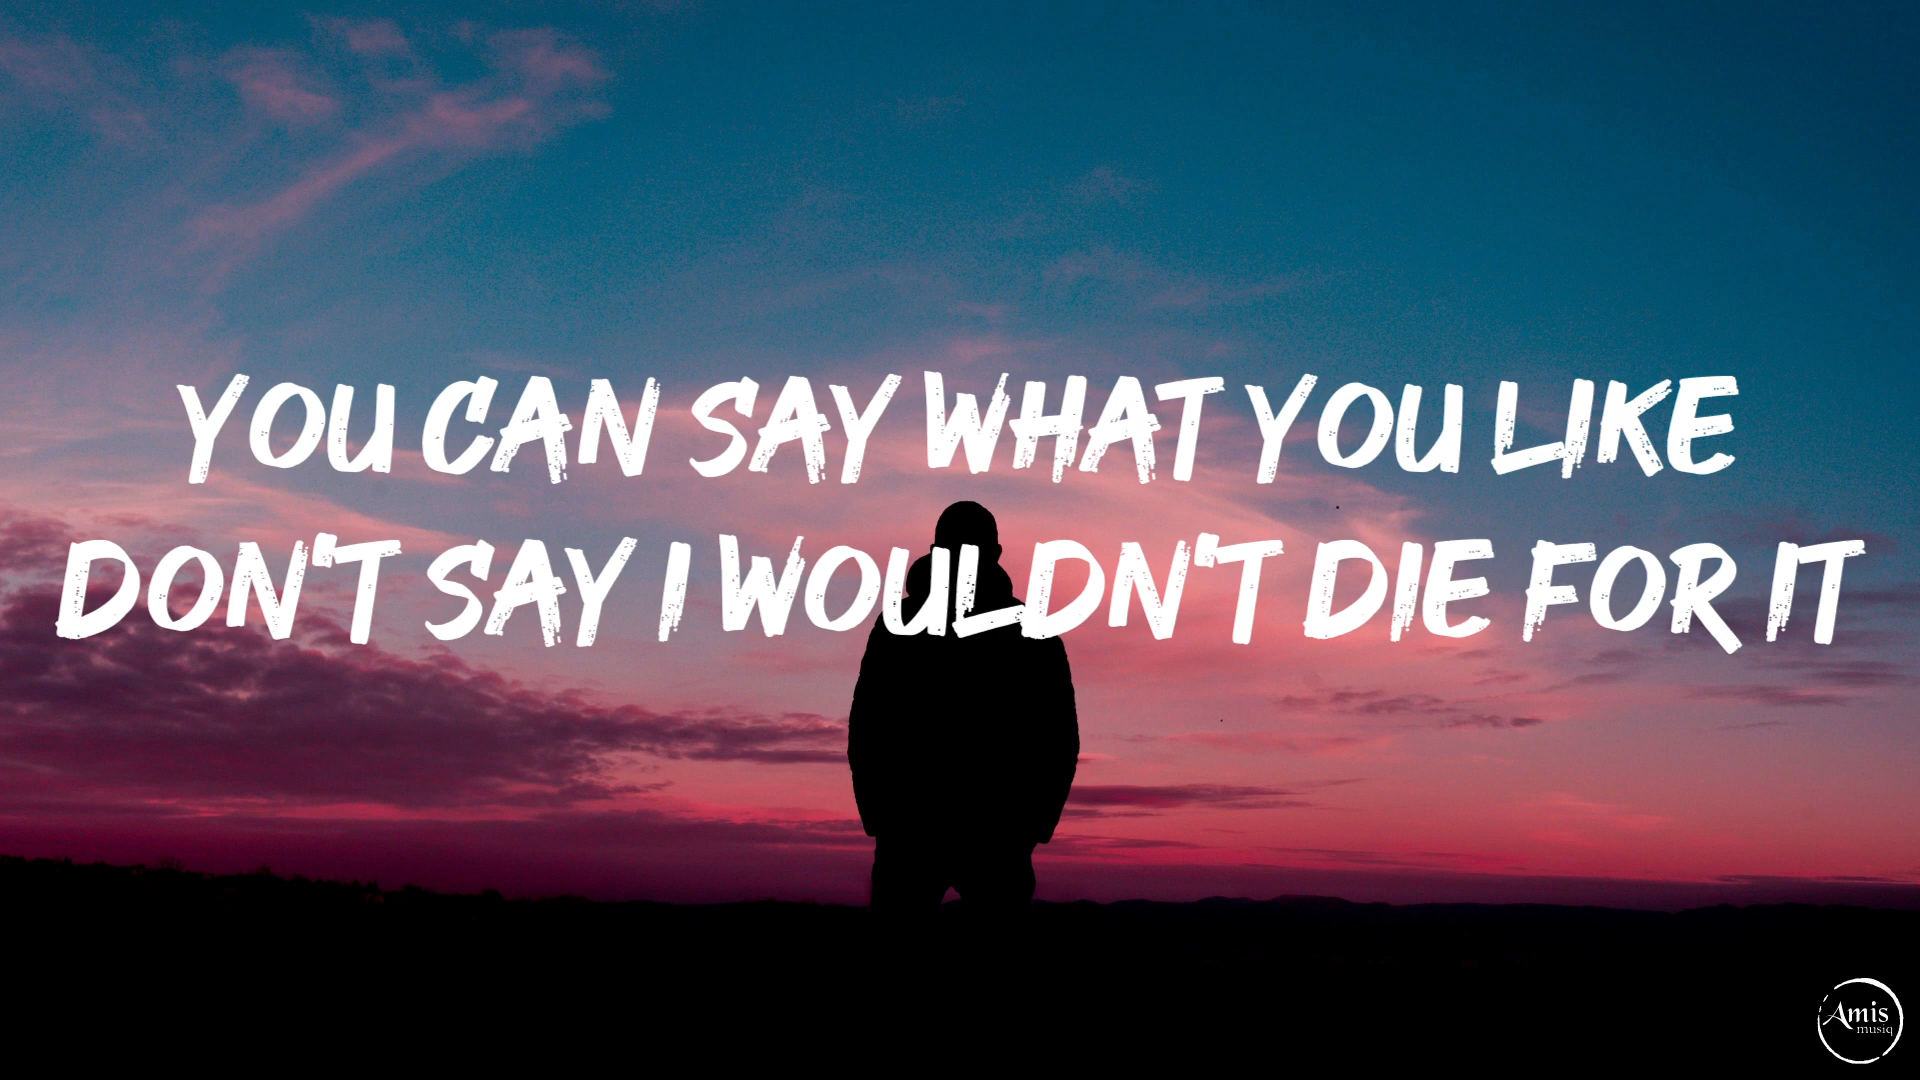 YOU CAN SAY WHAT YOU LIKE
DON'T SAY I WOULDN'T DIE FOR IT
Amis
musiq